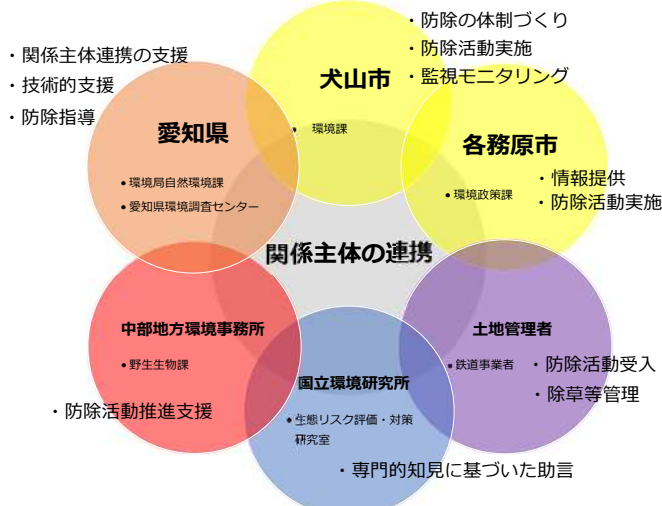 ・防除の体制づくり
・防除活動実施
・監視モニタリング
犬山市
• 環境課
・関係主体連携の支援
・技術的支援
・防除指導
愛知県
• 環境局自然環境課
• 愛知県環境調査センター
各務原市
• 環境政策課
・情報提供
・防除活動実施
関係主体の連携
中部地方環境事務所
• 野生生物課
・防除活動推進支援
国立環境研究所
• 生態リスク評価・対策
研究室
・専門的知見に基づいた助言
土地管理者
• 鉄道事業者
・防除活動受入
・除草等管理